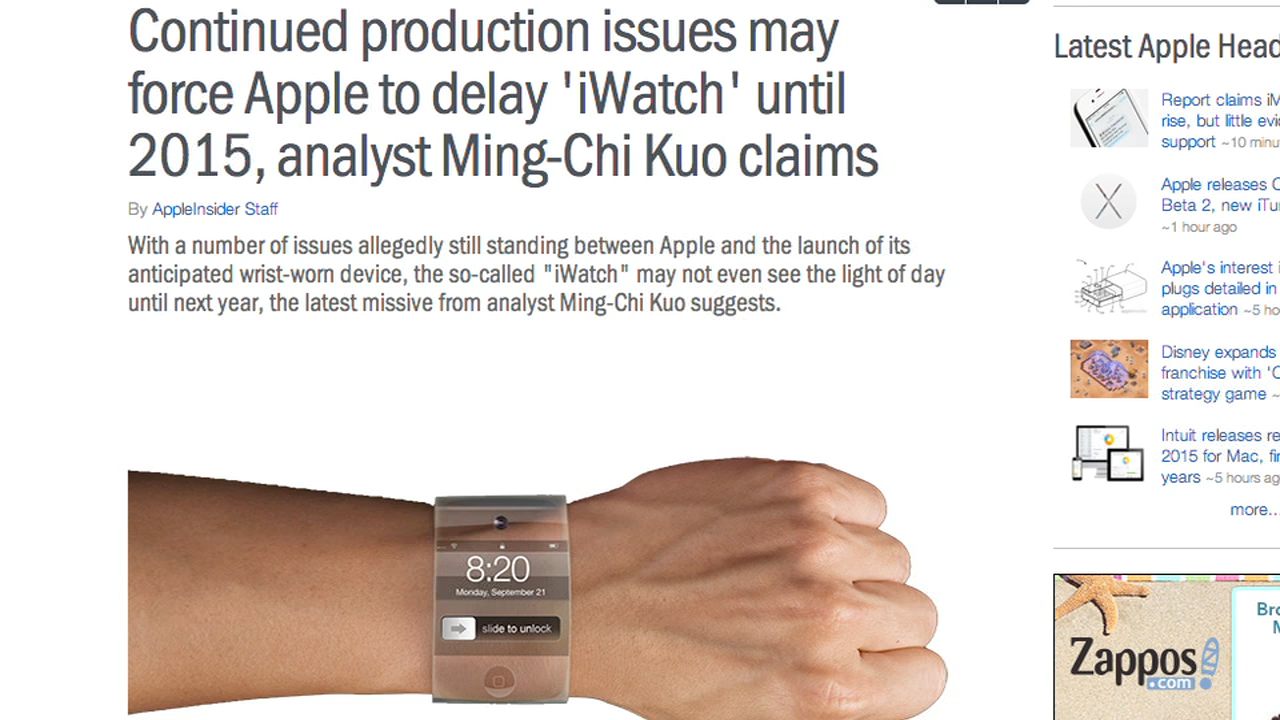 Continued production issues may
force Apple to delay 'iWatch' until
2015, analyst Ming-Chi Kuo claims
By AppleInsider Staff
With a number of issues allegedly still standing between Apple and the launch of its
anticipated wrist-worn device, the so-called "iWatch" may not even see the light of day
until next year, the latest missive from analyst Ming-Chi Kuo suggests.
8:20
Monday, September 21
slide to unlock
Latest Apple Head
Report claims iM
rise, but little evi
support ~10 minu
Apple releases
Beta 2, new iTu
~1 hour ago
Apple's interest i
plugs detailed in
application ~5 ho
Disney expands
franchise with 'C
strategy game ~
Intuit releases re
2015 for Mac, fi
years ~5 hours ag
more...
Bro
Zappos
.com